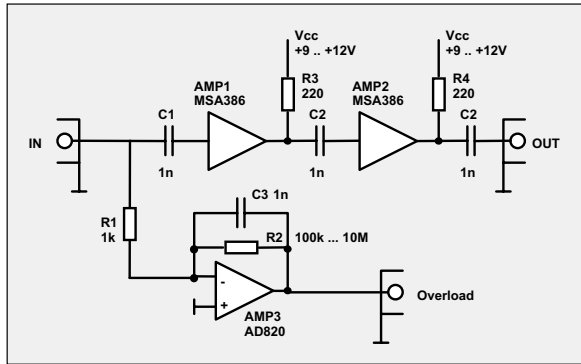 Vcc
+9 .. +12V
Vcc
+9 .. +12V
AMP1
MSA386
R3
220
AMP2
MSA386
R4
220
C1
1n
C2
1n
C2
1n
IN
OUT
R1
1k
C3 1n
R2
100k ... 10M
-
+
AMP3
AD820
Overload